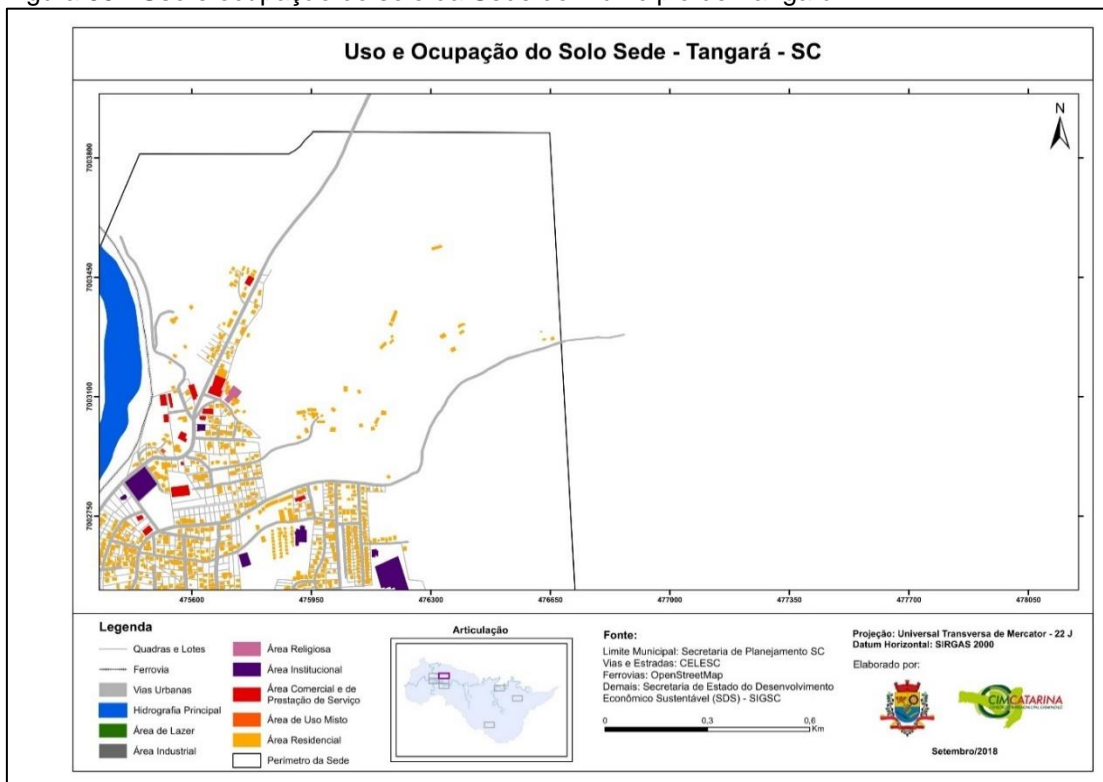 Uso e Ocupação do Solo Sede - Tangará - SC
N
7003800
7003450
7003100
7002750
475600
475950
476300
476650
477000
477350
477700
478050
Legenda
Quadras e Lotes
Ferrovia
Vias Urbanas
Hidrografia Principal
Área de Lazer
Área Industrial
Área Religiosa
Área Institucional
Área Comercial e de
Prestação de Serviço
Área de Uso Misto
Área Residencial
Perímetro da Sede
Articulação
Fonte:
Limite Municipal: Secretaria de Planejamento SC
Vias e Estradas: CELESC
Ferrovias: OpenStreetMap
Demais: Secretaria de Estado do Desenvolvimento
Econômico Sustentável (SDS) - SIGSC
0 0,3 0,6
Km
Projeção: Universal Transversa de Mercator - 22 J
Datum Horizontal: SIRGAS 2000
Elaborado por:
CIMCATARINA
Setembro/2018